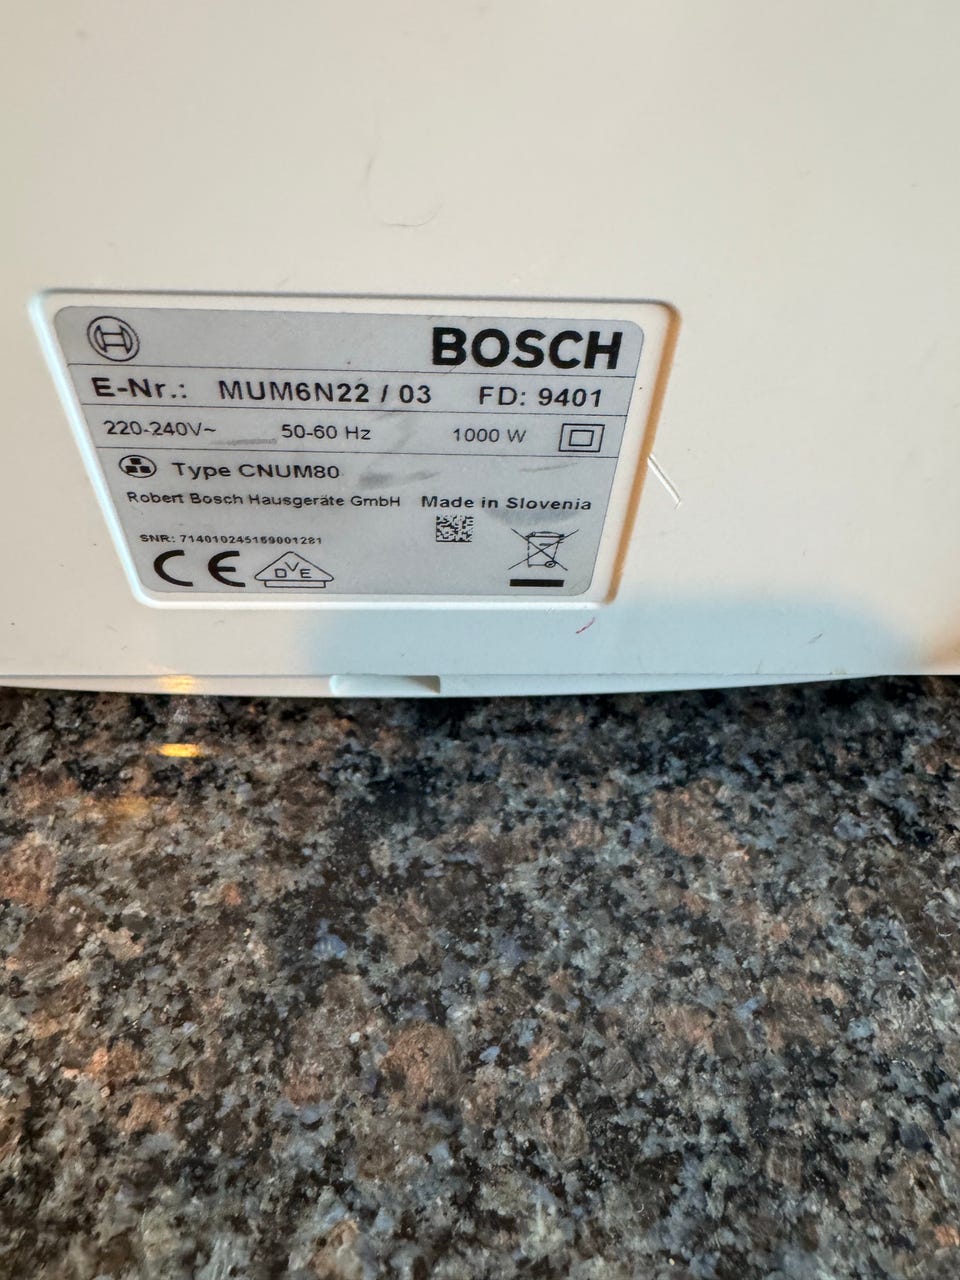 BOSCH
E-Nr.: MUM6N22 / 03 FD: 9401
220-240V~ 50-60 Hz 1000 W
Type CNUM80
Robert Bosch Hausgeräte GmbH Made in Slovenia
SNR: 714010245169001281
CE DVE